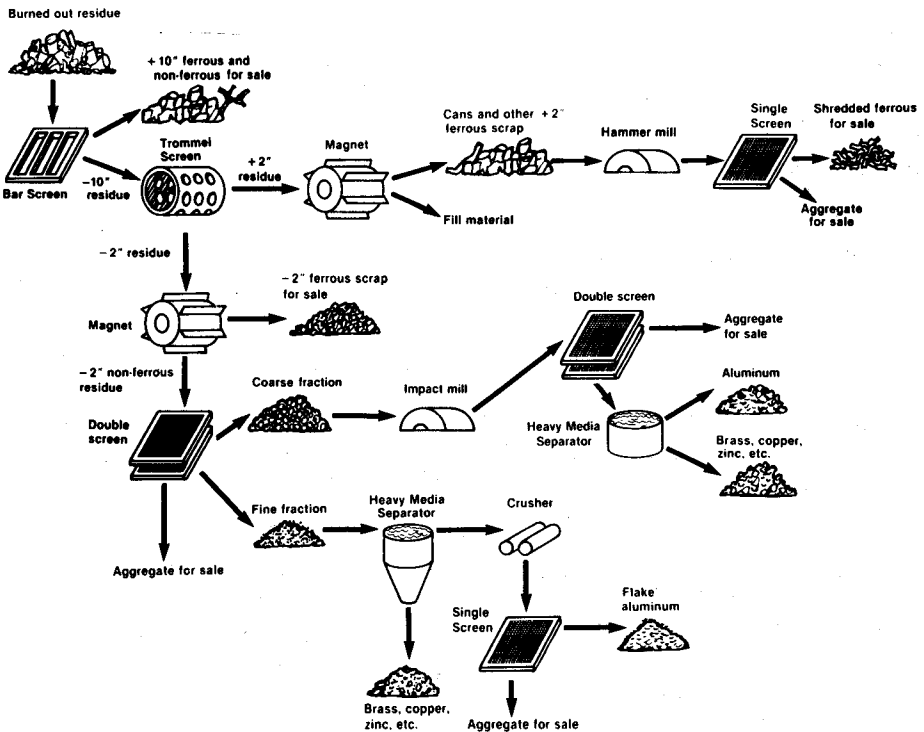 Burned out residue
+10" ferrous and
non-ferrous for sale
Bar Screen
-10"
residue
Trommel
Screen
+2"
residue
Magnet
Cans and other +2"
ferrous scrap
Fill material
Hammer mill
Single
Screen
Shredded ferrous
for sale
Aggregate
for sale
-2" residue
Magnet
-2" ferrous scrap
for sale
-2" non-ferrous
residue
Double
screen
Coarse fraction
Impact mill
Double screen
Aggregate
for sale
Heavy Media
Separator
Aluminum
Brass, copper,
zinc, etc.
Fine fraction
Aggregate for sale
Heavy Media
Separator
Crusher
Brass, copper,
zinc, etc.
Single
Screen
Flake
aluminum
Aggregate for sale